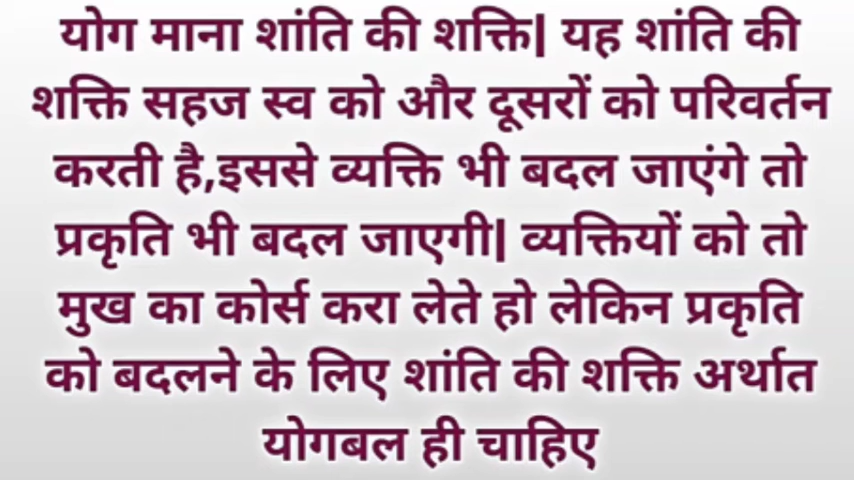 योग माना शांति की शक्ति| यह शांति की
शक्ति सहज स्व को और दूसरों को परिवर्तन
करती है,इससे व्यक्ति भी बदल जाएंगे तो
प्रकृति भी बदल जाएगी| व्यक्तियों को तो
मुख का कोर्स करा लेते हो लेकिन प्रकृति
को बदलने के लिए शांति की शक्ति अर्थात
योगबल ही चाहिए